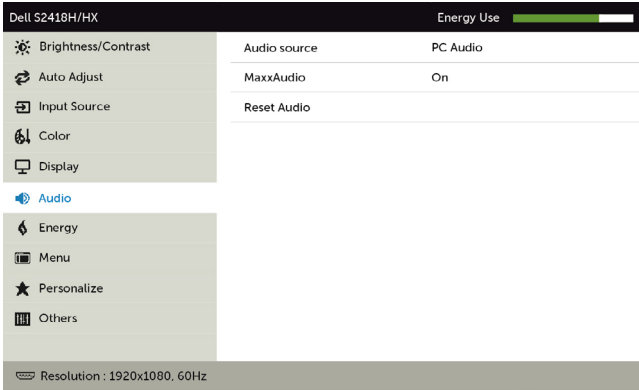 Dell S2418H/HX Energy Use
Brightness/Contrast
Auto Adjust
Input Source
Color
Display
Audio
Energy
Menu
Personalize
Others
Audio source PC Audio
MaxxAudio On
Reset Audio
Resolution : 1920x1080, 60Hz